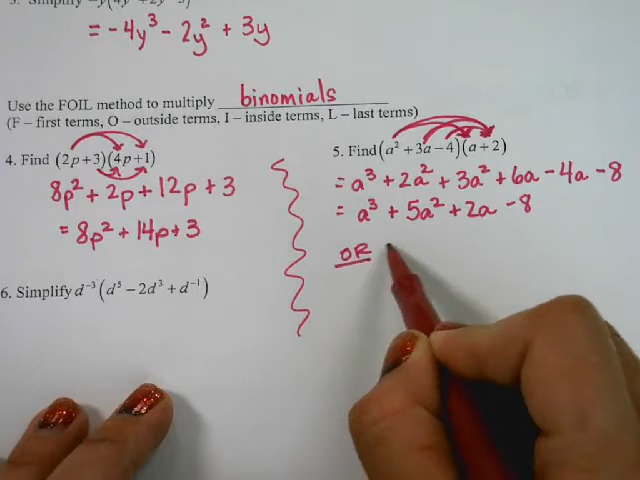 = -4y³ - 2y² + 3y
Use the FOIL method to multiply binomials
(F – first terms, O – outside terms, I – inside terms, L – last terms)
4. Find (2p+3)(4p+1)
8p² + 2p + 12p + 3
= 8p² + 14p + 3
5. Find (a² + 3a – 4)(a + 2)
= a³ + 2a² + 3a² + 6a - 4a - 8
= a³ + 5a² + 2a - 8
OR
6. Simplify d⁻³(d⁵ – 2d³ + d⁻¹)